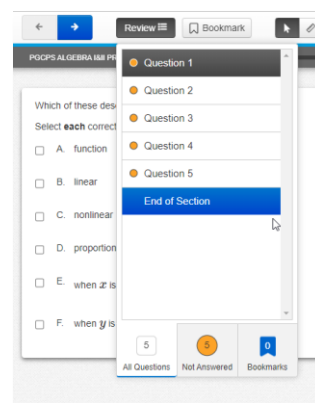 Review
Bookmark
PGCPS ALGEBRA I&II PR
Question 1
Question 2
Question 3
Question 4
Question 5
End of Section
Which of these des
Select each correct
A. function
B. linear
C. nonlinear
D. proportion
E. when x is
F. when y is
5
5
0
All Questions
Not Answered
Bookmarks